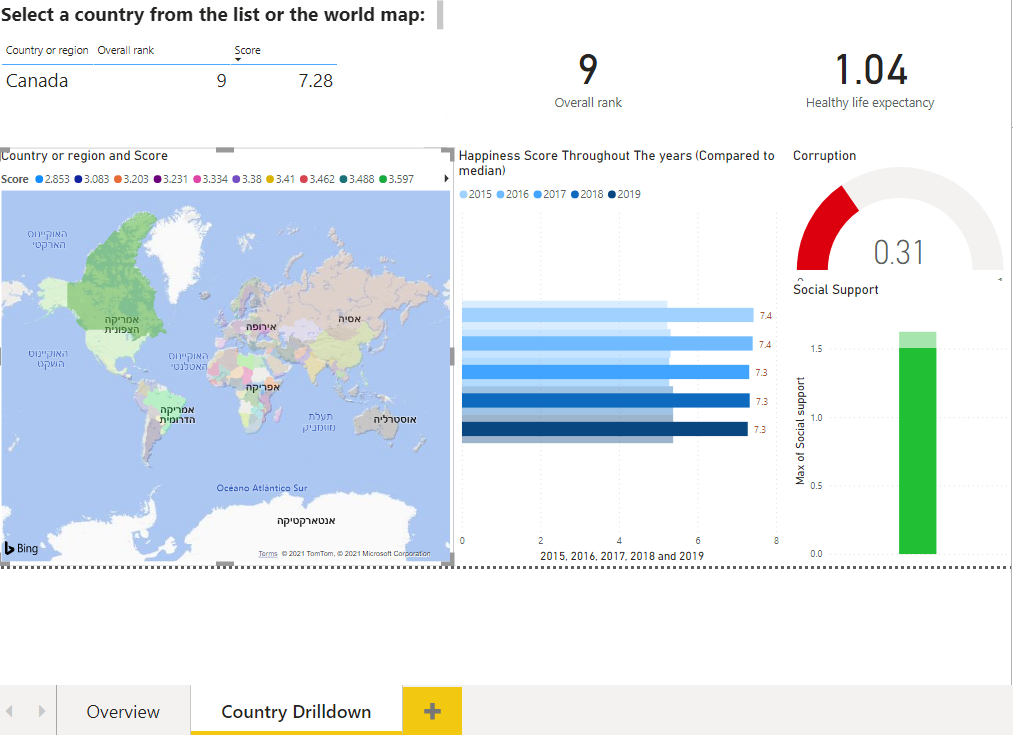 Select a country from the list or the world map:
Country or region Overall rank Score
Canada 9 7.28
9
Overall rank
1.04
Healthy life expectancy
Country or region and Score
Score 2.853 3.083 3.203 3.231 3.334 3.38 3.41 3.462 3.488 3.597
האוקיינוס
הארקטי
אמריקה
הצפונית
האוקיינוס
השקט
האוקיינוס
האטלנטי
אירופה
אסיה
אפריקה
אמריקה
הדרומית
תעלת
מוזמביק
אוסטרליה
Océano Atlántico Sur
אנטארקטיקה
Bing
Terms © 2021 TomTom, © 2021 Microsoft Corporation
Happiness Score Throughout The years (Compared to
median)
2015 2016 2017 2018 2019
7.4
7.4
7.3
7.3
7.3
0 2 4 6 8
2015, 2016, 2017, 2018 and 2019
Corruption
0.31
Social Support
Max of Social support
1.5
1.0
0.5
0.0
Overview
Country Drilldown
+